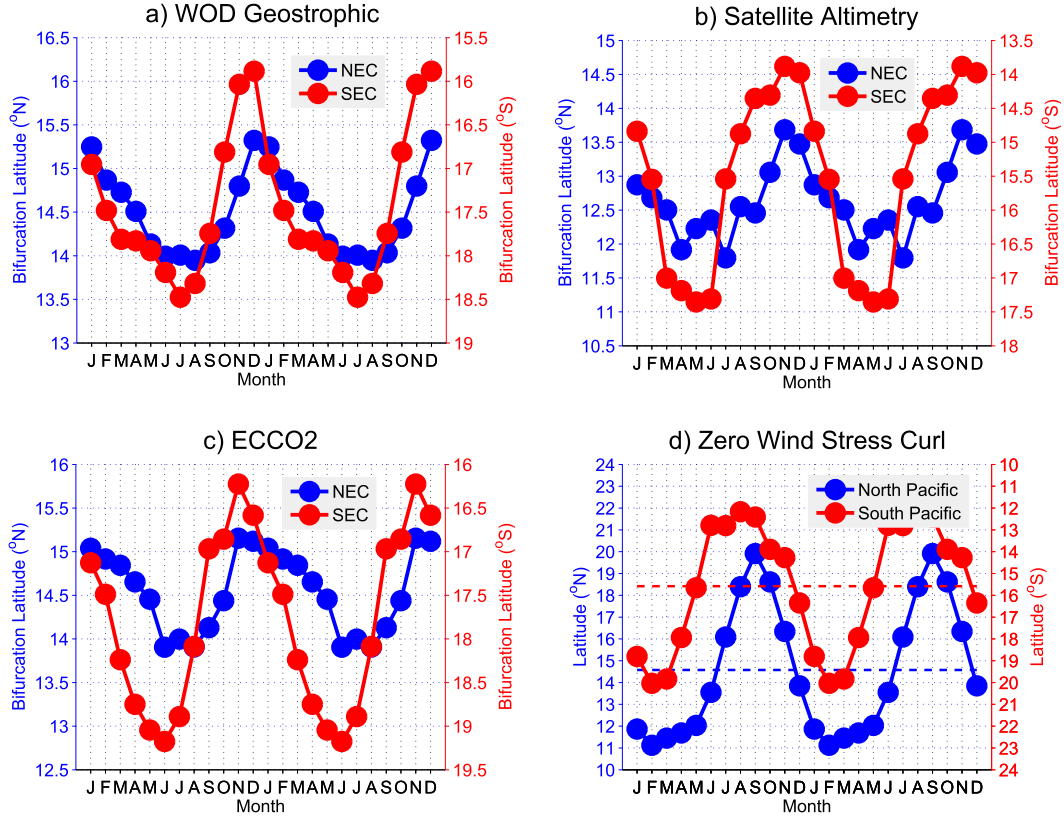 a) WOD Geostrophic
16.5
16
15.5
15
14.5
14
13.5
13
Bifurcation Latitude (°N)
NEC
SEC
15.5
16
16.5
17
17.5
18
18.5
19
Bifurcation Latitude (°S)
J F M A M J J A S O N D J F M A M J J A S O N D
Month
b) Satellite Altimetry
15
14.5
14
13.5
13
12.5
12
11.5
11
10.5
Bifurcation Latitude (°N)
NEC
SEC
13.5
14
14.5
15
15.5
16
16.5
17
17.5
18
Bifurcation Latitude (°S)
J F M A M J J A S O N D J F M A M J J A S O N D
Month
c) ECCO2
16
15.5
15
14.5
14
13.5
13
12.5
Bifurcation Latitude (°N)
NEC
SEC
16
16.5
17
17.5
18
18.5
19
19.5
Bifurcation Latitude (°S)
J F M A M J J A S O N D J F M A M J J A S O N D
Month
d) Zero Wind Stress Curl
24
23
22
21
20
19
18
17
16
15
14
13
12
11
10
Latitude (°N)
North Pacific
South Pacific
10
11
12
13
14
15
16
17
18
19
20
21
22
23
24
Latitude (°S)
J F M A M J J A S O N D J F M A M J J A S O N D
Month